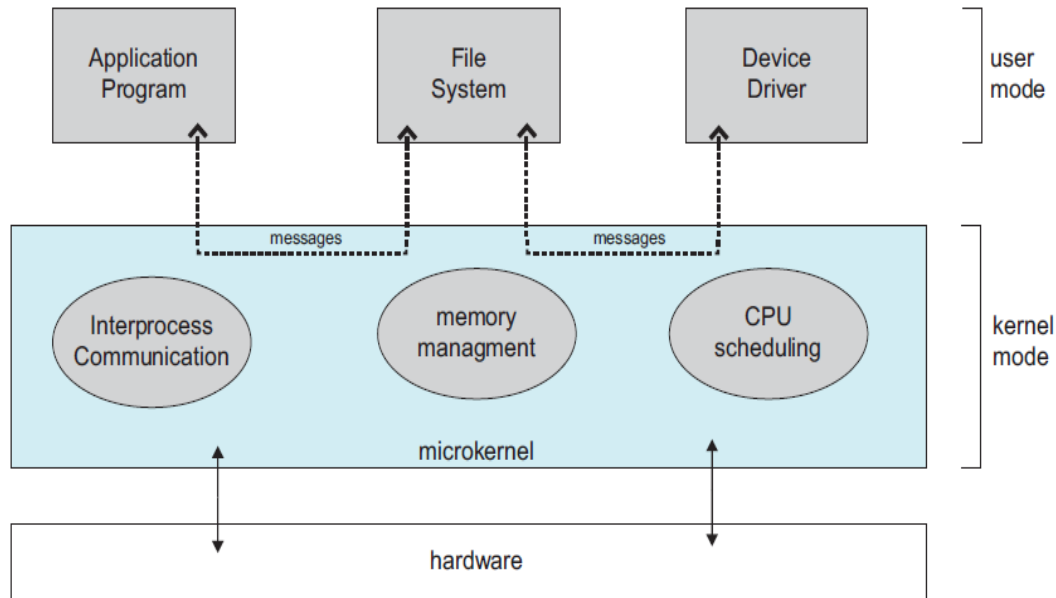 Application
Program
File
System
Device
Driver
user
mode
messages
messages
Interprocess
Communication
memory
managment
CPU
scheduling
kernel
mode
microkernel
hardware